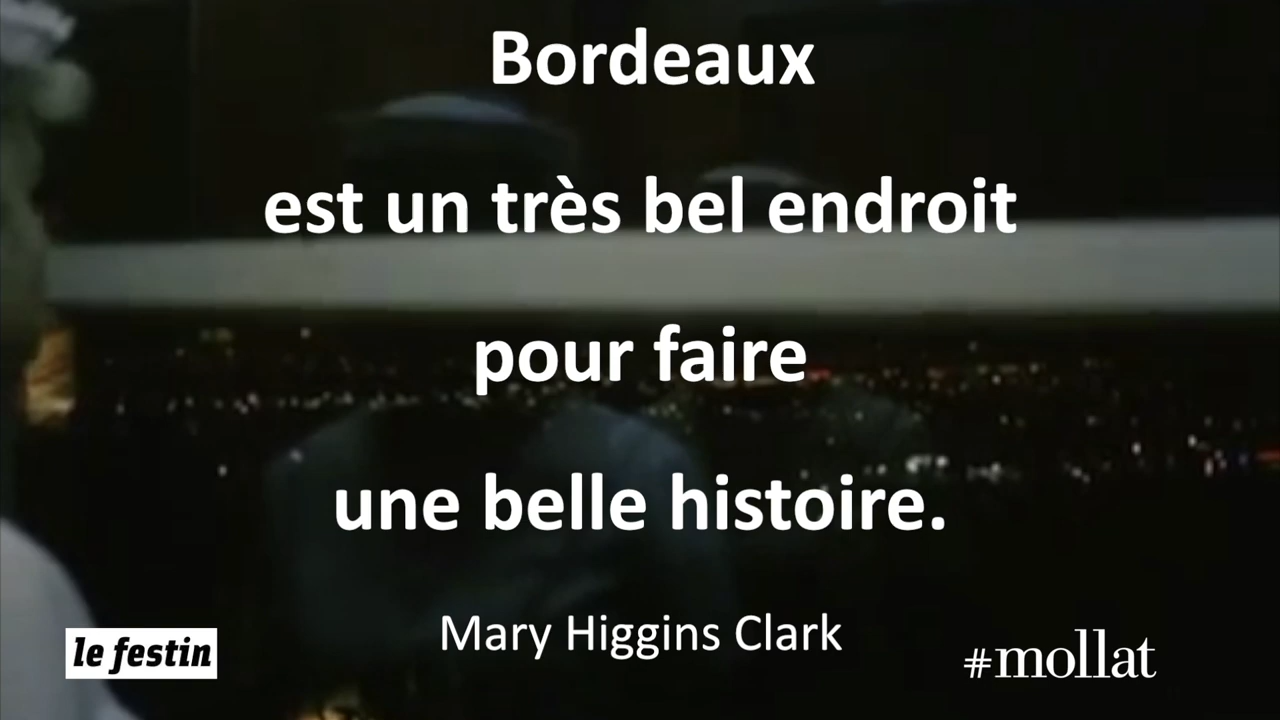 Bordeaux
est un très bel endroit
pour faire
une belle histoire.
Mary Higgins Clark
le festin
#mollat